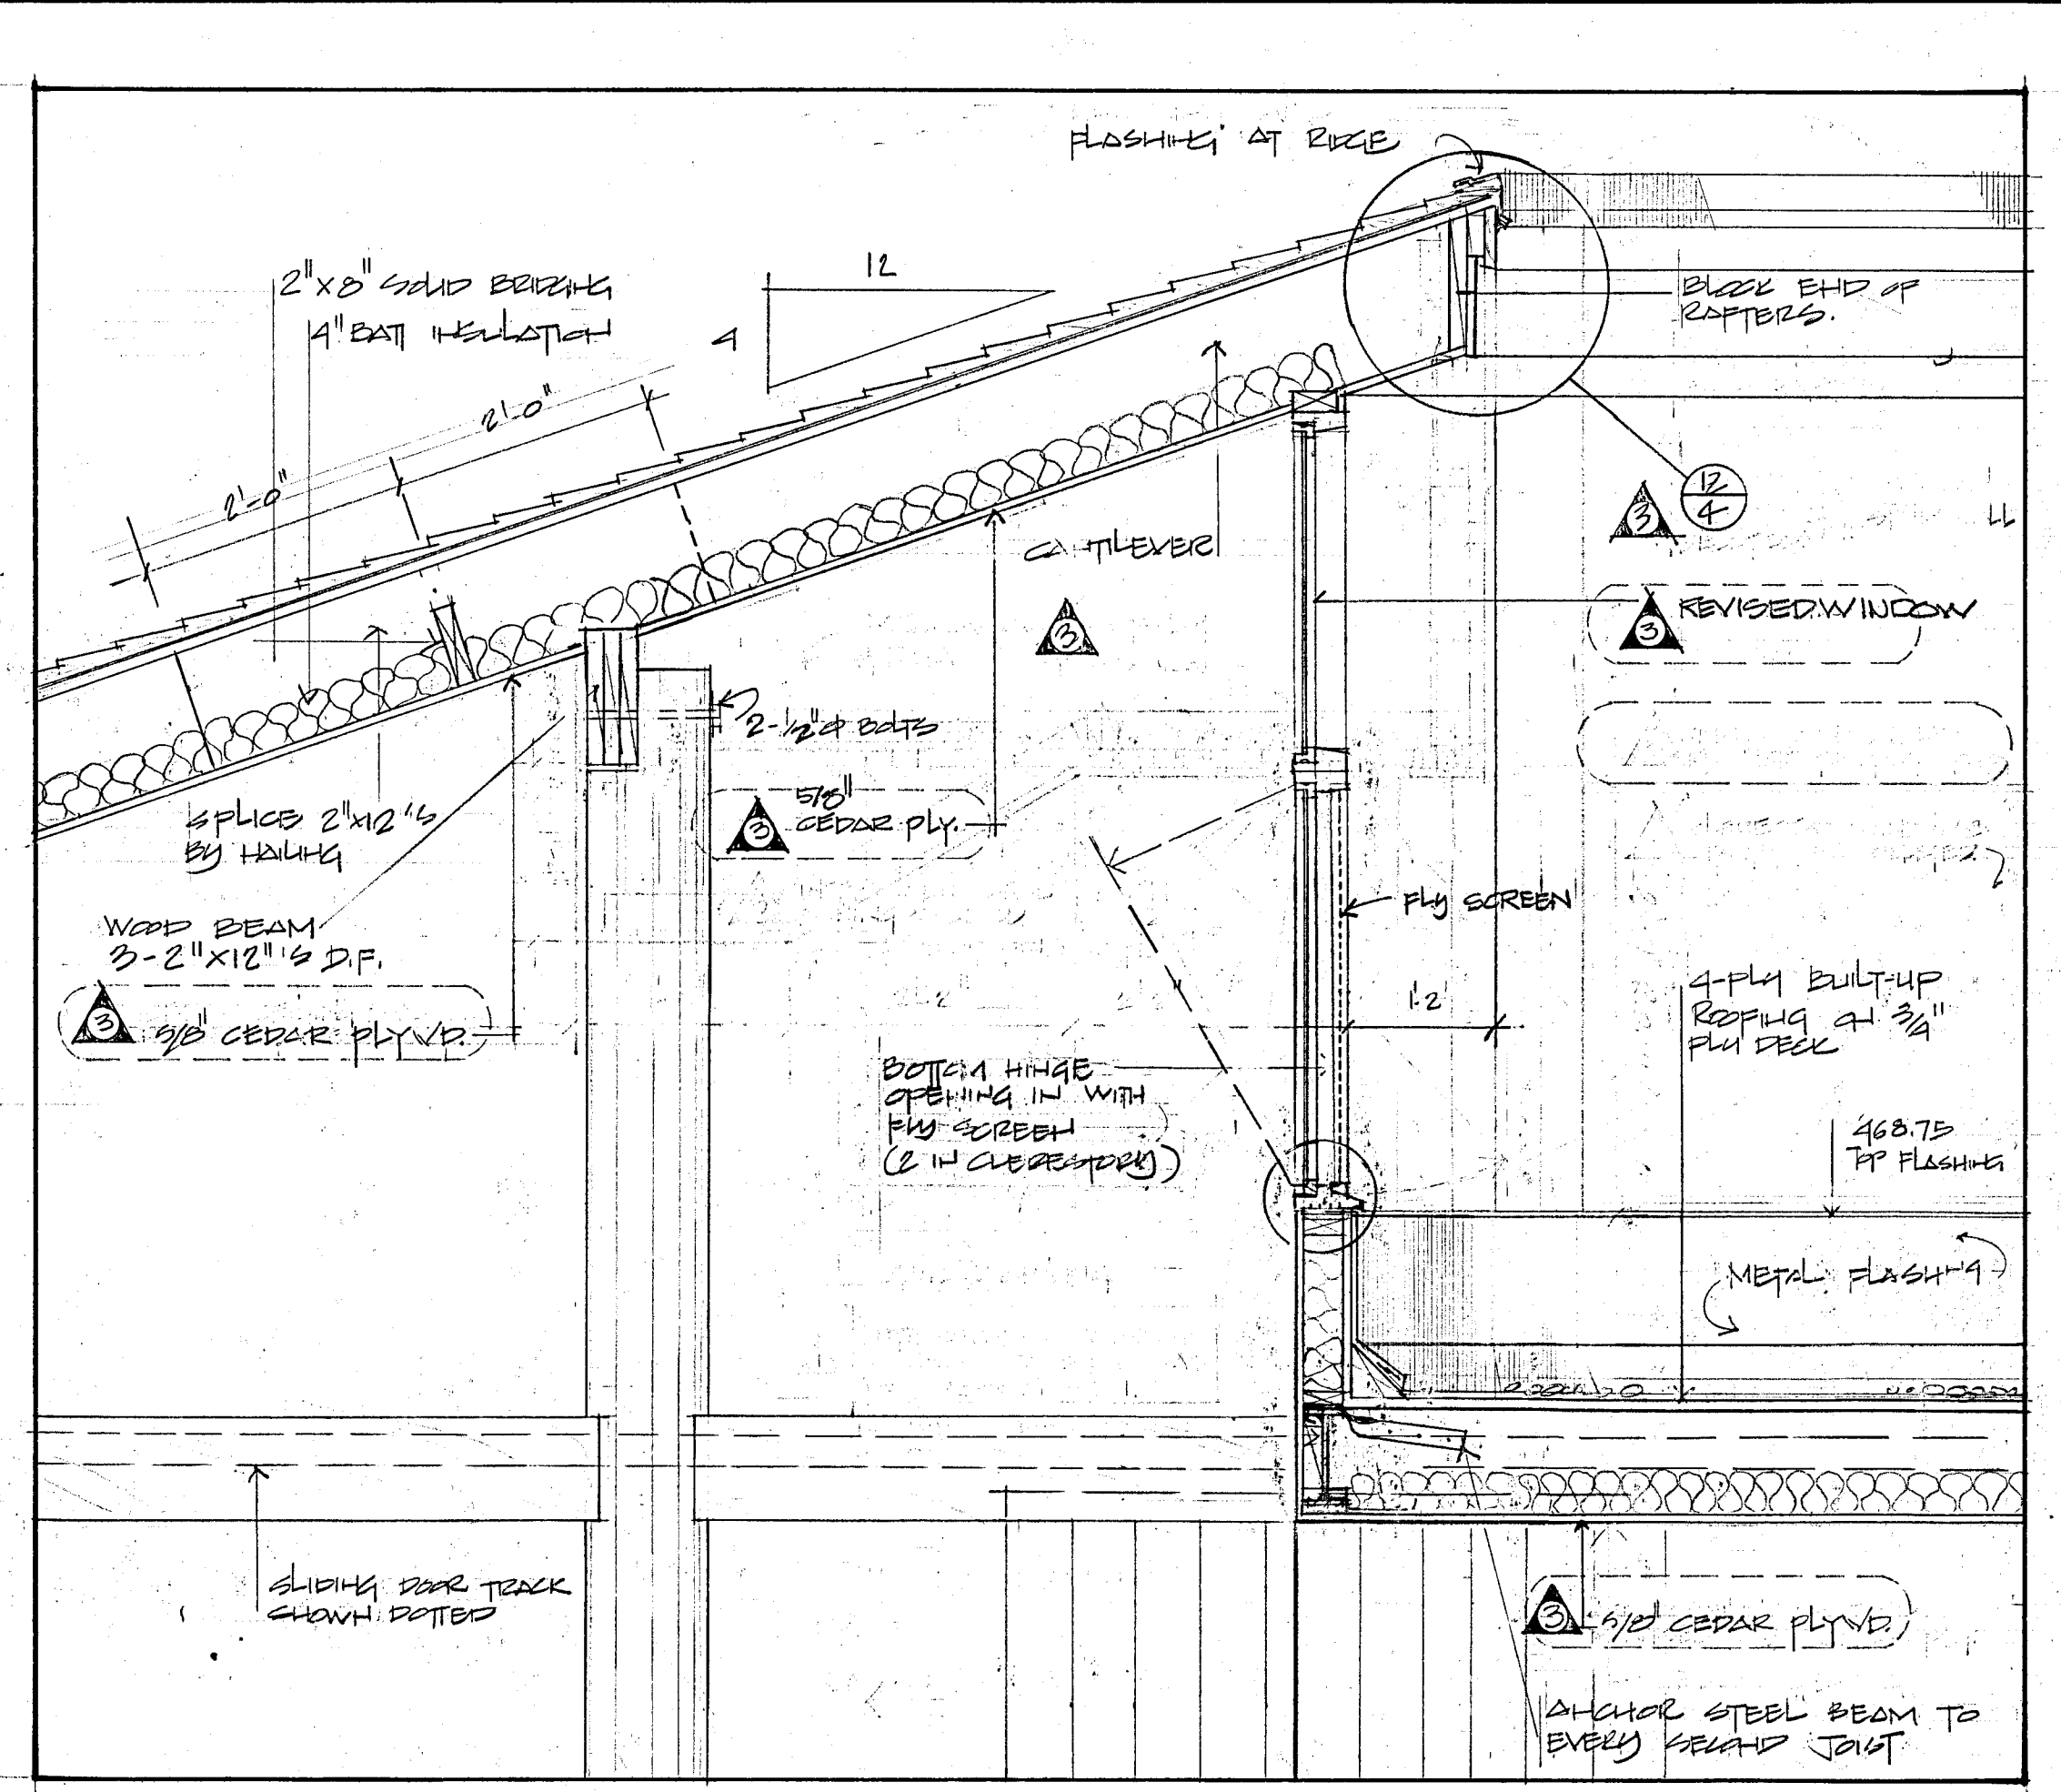 FLASHING AT RIDGE
12
4
2"X8" SOLID BRIDGING
4" BATT INSULATION
2'-0"
2'-0"
BLOCK END OF
RAFTERS.
12
4
3
CANTILEVER
3
3 REVISED WINDOW
2-1/2"Φ BOLTS
5/8"
3 CEDAR PLY.
SPLICE 2"X12"'S
BY NAILING
WOOD BEAM
3-2"X12"'S D.F.
3 5/8" CEDAR PLYWD.
FLY SCREEN
1'-2"
4-PLY BUILT-UP
ROOFING ON 3/4"
PLY DECK
BOTTOM HINGE
OPENING IN WITH
FLY SCREEN
(2 IN CLERESTORY)
468.75
TOP FLASHING
METAL FLASHING
SLIDING DOOR TRACK
SHOWN DOTTED
3 5/8" CEDAR PLYWD.
ANCHOR STEEL BEAM TO
EVERY SECOND JOIST